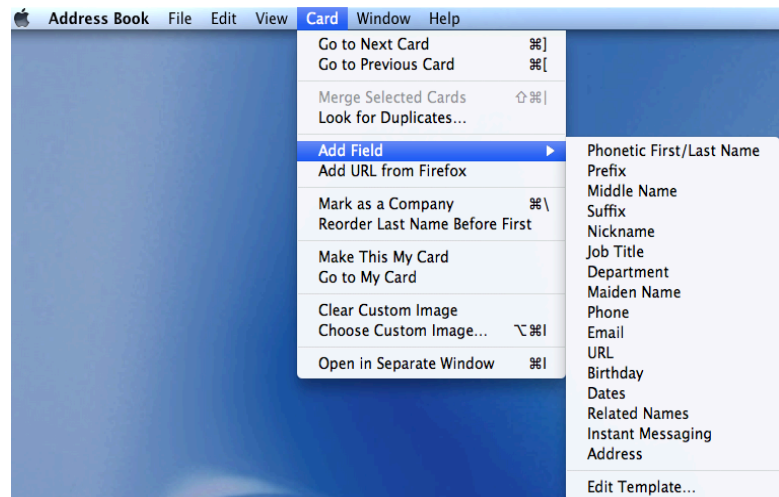 Address Book File Edit View Card Window Help
Go to Next Card ⌘]
Go to Previous Card ⌘[
Merge Selected Cards ⇧⌘|
Look for Duplicates...
Add Field ▶
Add URL from Firefox
Mark as a Company ⌘\
Reorder Last Name Before First
Make This My Card
Go to My Card
Clear Custom Image
Choose Custom Image... ⌥⌘I
Open in Separate Window ⌘I
Phonetic First/Last Name
Prefix
Middle Name
Suffix
Nickname
Job Title
Department
Maiden Name
Phone
Email
URL
Birthday
Dates
Related Names
Instant Messaging
Address
Edit Template...